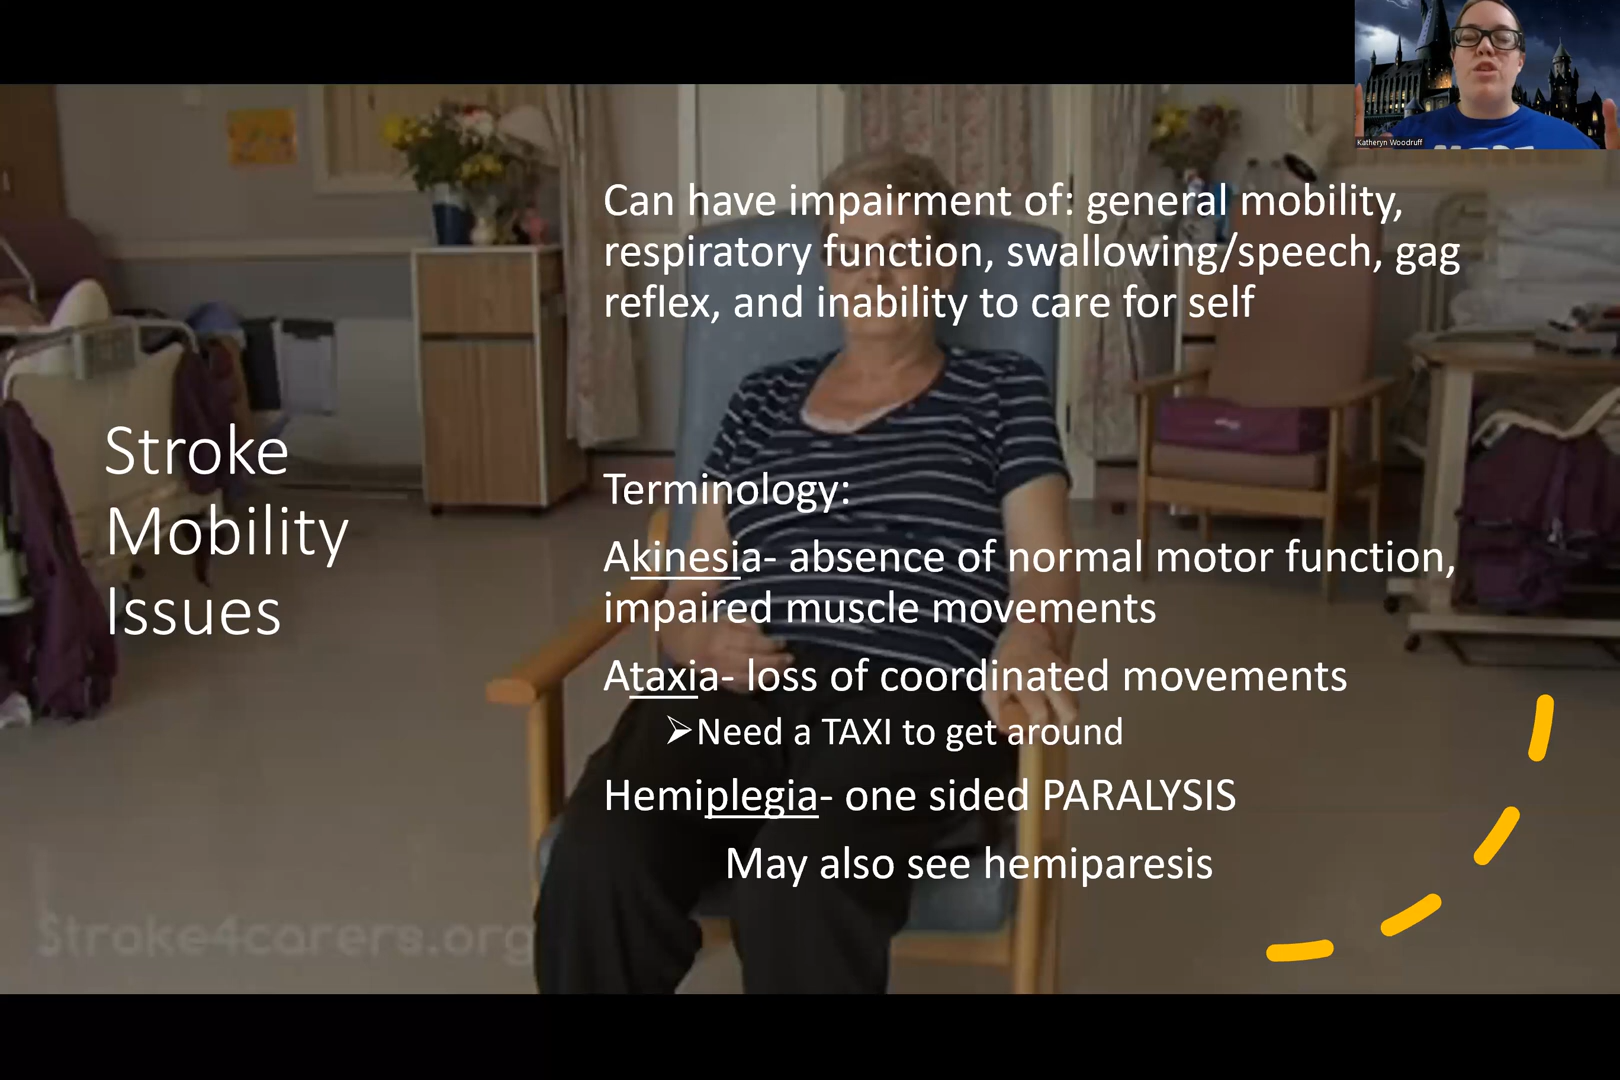 Katheryn Woodruff
Can have impairment of: general mobility,
respiratory function, swallowing/speech, gag
reflex, and inability to care for self
Stroke
Mobility
Issues
Terminology:
Akinesia- absence of normal motor function,
impaired muscle movements
Ataxia- loss of coordinated movements
➢Need a TAXI to get around
Hemiplegia- one sided PARALYSIS
May also see hemiparesis
Stroke4carers.org